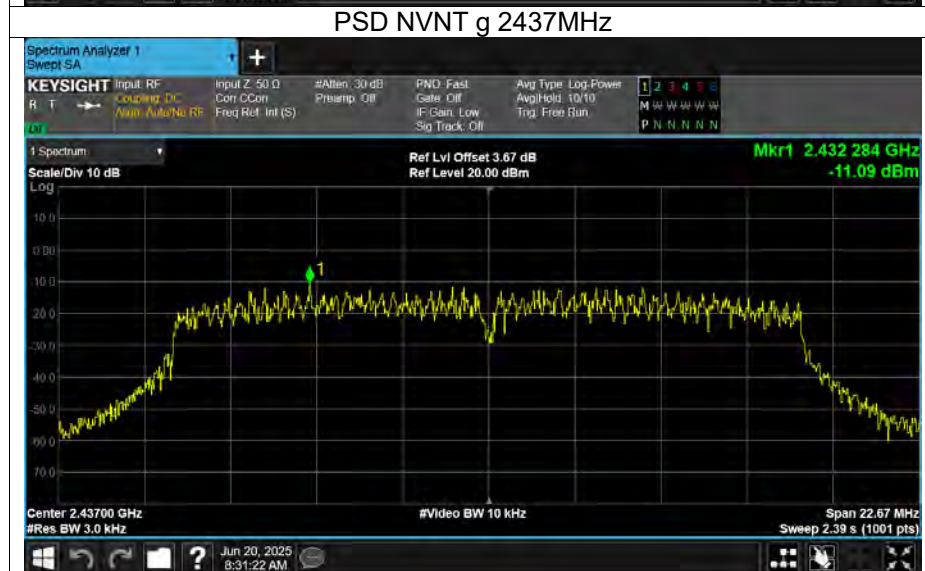 PSD NVNT g 2437MHz
Spectrum Analyzer 1
Swept SA
+
KEYSIGHT
R T
Input: RF
Coupling: DC
Align: Auto/No RF
Input Z: 50 Ω
Corr CCorr
Freq Ref: Int (S)
#Atten: 30 dB
Preamp: Off
PNO: Fast
Gate: Off
IF Gain: Low
Sig Track: Off
Avg Type: Log-Power
Avg|Hold: 10/10
Trig: Free Run
1 2 3 4 5 6
M W W W W W
P N N N N N
1 Spectrum
Scale/Div 10 dB
Ref Lvl Offset 3.67 dB
Ref Level 20.00 dBm
Mkr1 2.432 284 GHz
-11.09 dBm
Log
10.0
0.00
-10.0
1
-20.0
-30.0
-40.0
-50.0
-60.0
-70.0
Center 2.43700 GHz
#Res BW 3.0 kHz
#Video BW 10 kHz
Span 22.67 MHz
Sweep 2.39 s (1001 pts)
?
Jun 20, 2025
8:31:22 AM